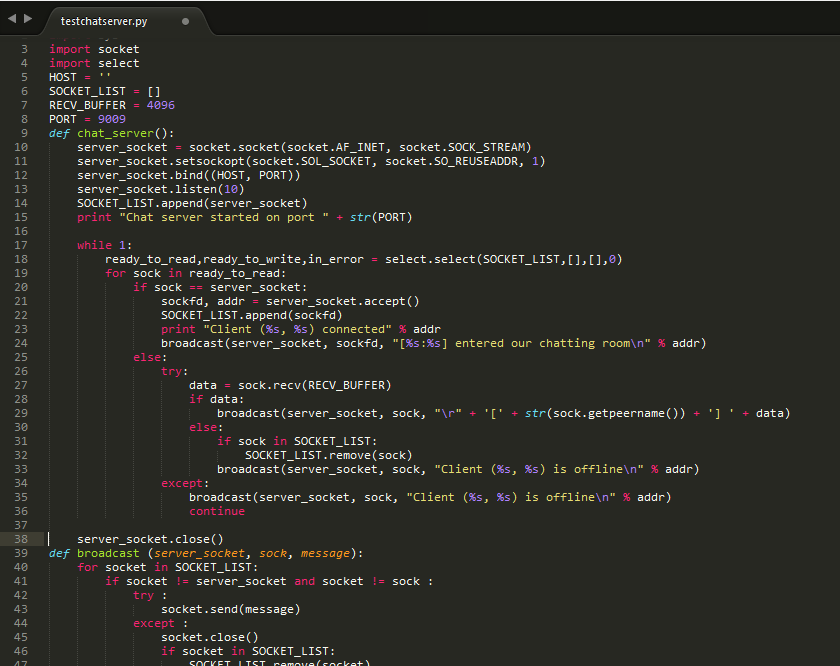 testchatserver.py
3 import socket
4 import select
5 HOST = ''
6 SOCKET_LIST = []
7 RECV_BUFFER = 4096
8 PORT = 9009
9 def chat_server():
10     server_socket = socket.socket(socket.AF_INET, socket.SOCK_STREAM)
11     server_socket.setsockopt(socket.SOL_SOCKET, socket.SO_REUSEADDR, 1)
12     server_socket.bind((HOST, PORT))
13     server_socket.listen(10)
14     SOCKET_LIST.append(server_socket)
15     print "Chat server started on port " + str(PORT)
16
17     while 1:
18         ready_to_read,ready_to_write,in_error = select.select(SOCKET_LIST,[],[],0)
19         for sock in ready_to_read:
20             if sock == server_socket:
21                 sockfd, addr = server_socket.accept()
22                 SOCKET_LIST.append(sockfd)
23                 print "Client (%s, %s) connected" % addr
24                 broadcast(server_socket, sockfd, "[%s:%s] entered our chatting room\n" % addr)
25             else:
26                 try:
27                     data = sock.recv(RECV_BUFFER)
28                     if data:
29                         broadcast(server_socket, sock, "\r" + '[' + str(sock.getpeername()) + '] ' + data)
30                     else:
31                         if sock in SOCKET_LIST:
32                             SOCKET_LIST.remove(sock)
33                         broadcast(server_socket, sock, "Client (%s, %s) is offline\n" % addr)
34                 except:
35                     broadcast(server_socket, sock, "Client (%s, %s) is offline\n" % addr)
36                     continue
37
38     server_socket.close()
39 def broadcast (server_socket, sock, message):
40     for socket in SOCKET_LIST:
41         if socket != server_socket and socket != sock :
42             try :
43                 socket.send(message)
44             except :
45                 socket.close()
46                 if socket in SOCKET_LIST:
47                     SOCKET_LIST.remove(socket)